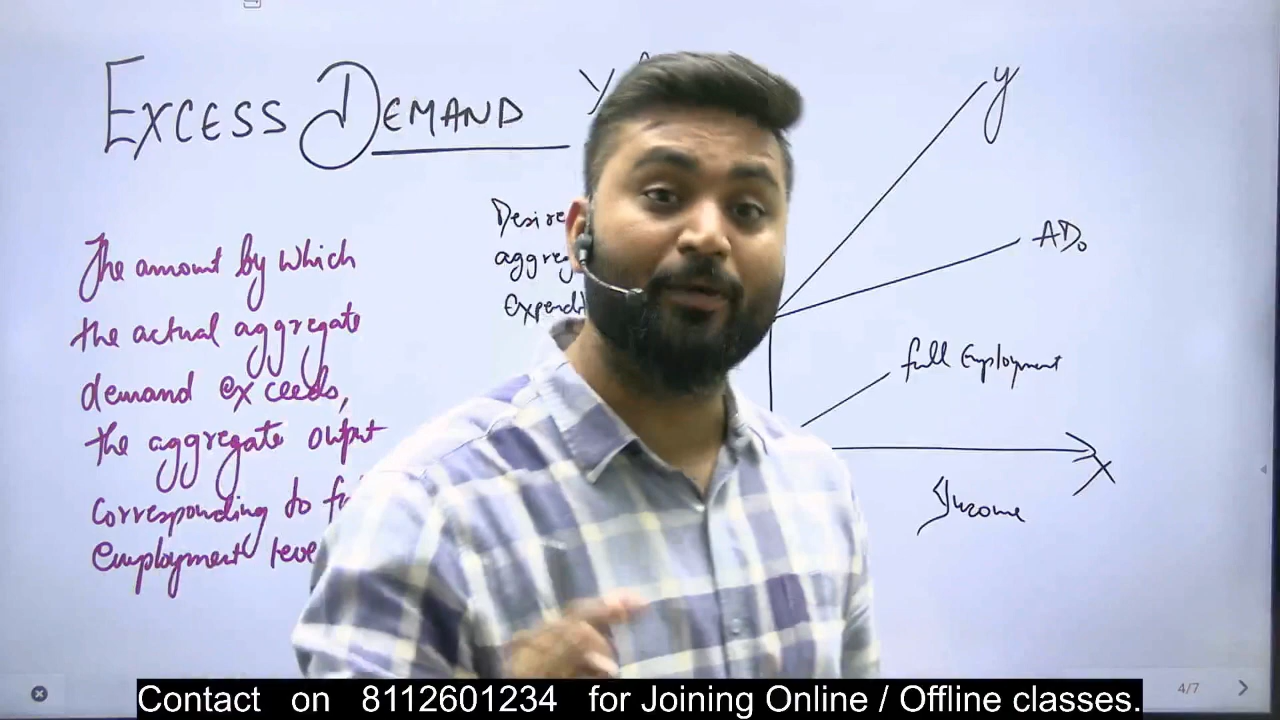 EXCESS DEMAND
y
The amount by which
the actual aggregate
demand exceeds,
the aggregate output
corresponding to
Employment
y
AD₀
full Employment
X
Income
Contact on 8112601234 for Joining Online / Offline classes.
4/7